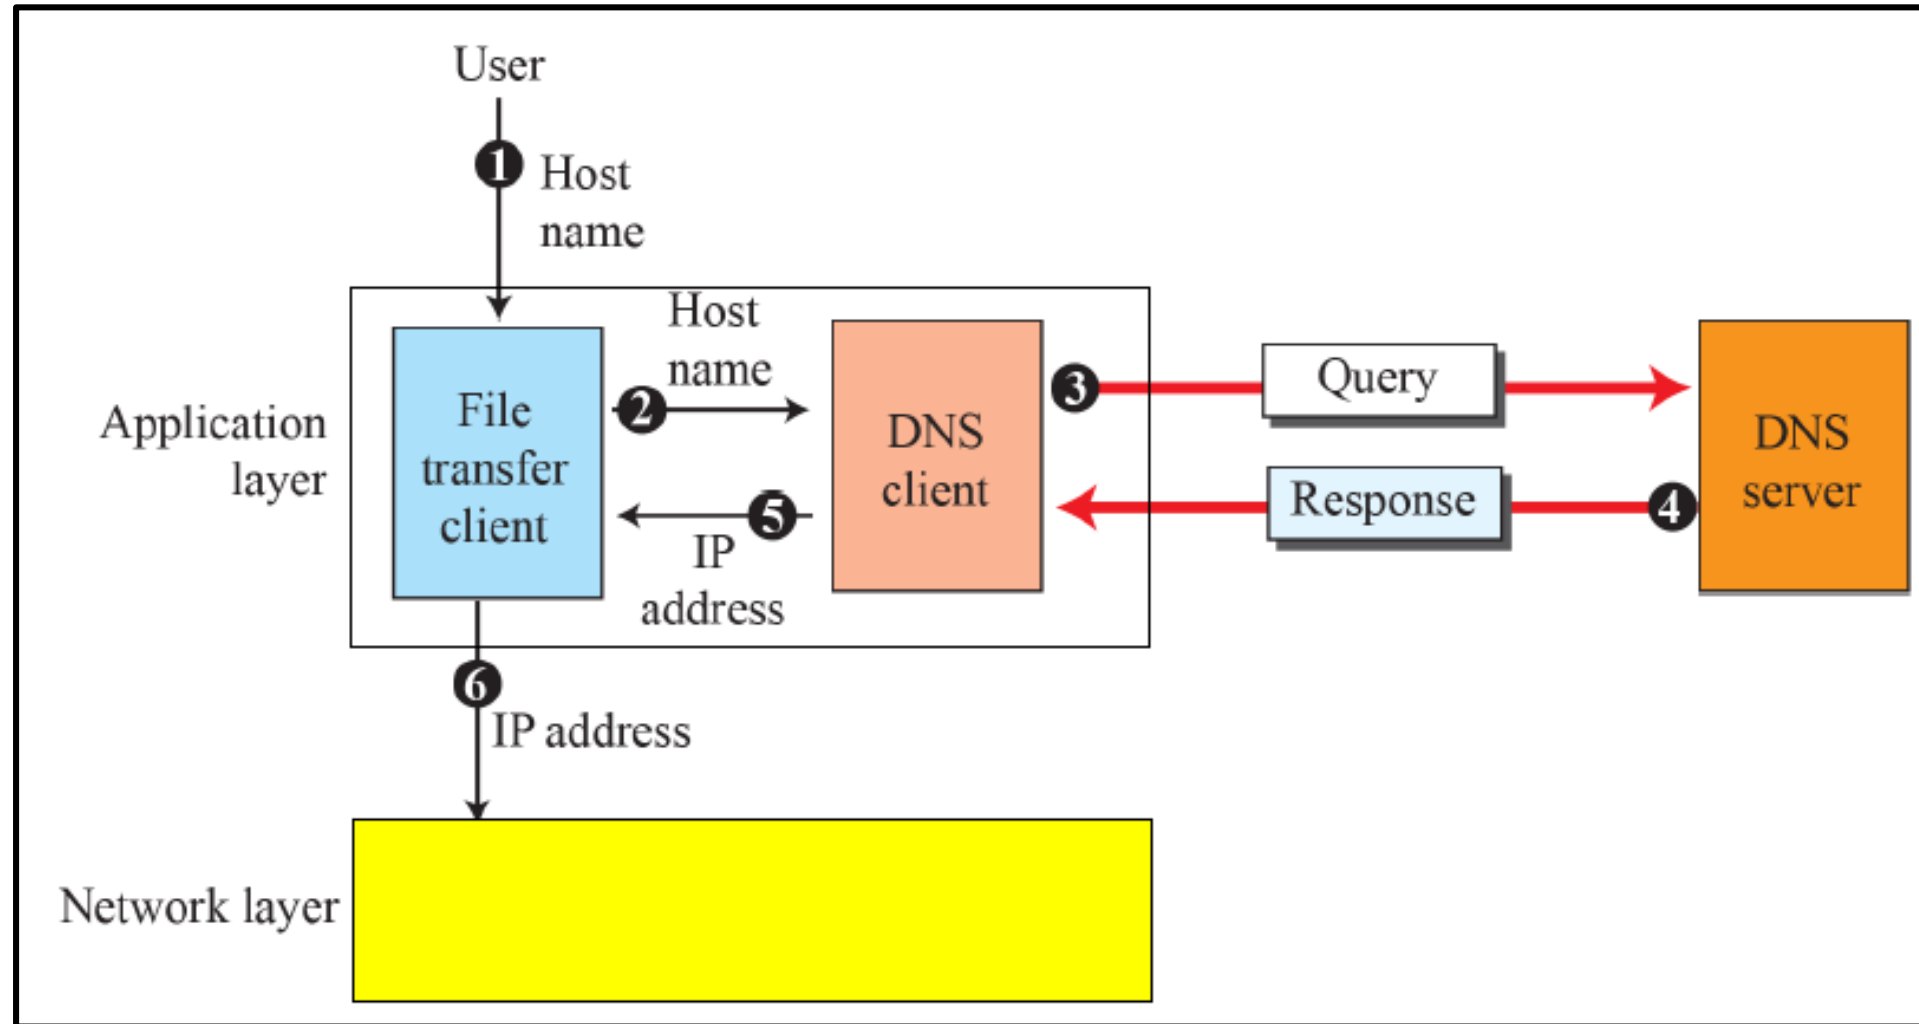 User
1
Host
name
Host
name
Application
layer
File
transfer
client
2
DNS
client
3
Query
DNS
server
5
IP
address
Response
4
6
IP address
Network layer